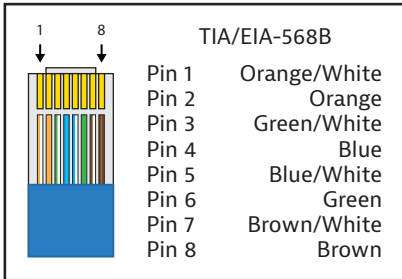 1 8
TIA/EIA-568B
Pin 1 Orange/White
Pin 2 Orange
Pin 3 Green/White
Pin 4 Blue
Pin 5 Blue/White
Pin 6 Green
Pin 7 Brown/White
Pin 8 Brown